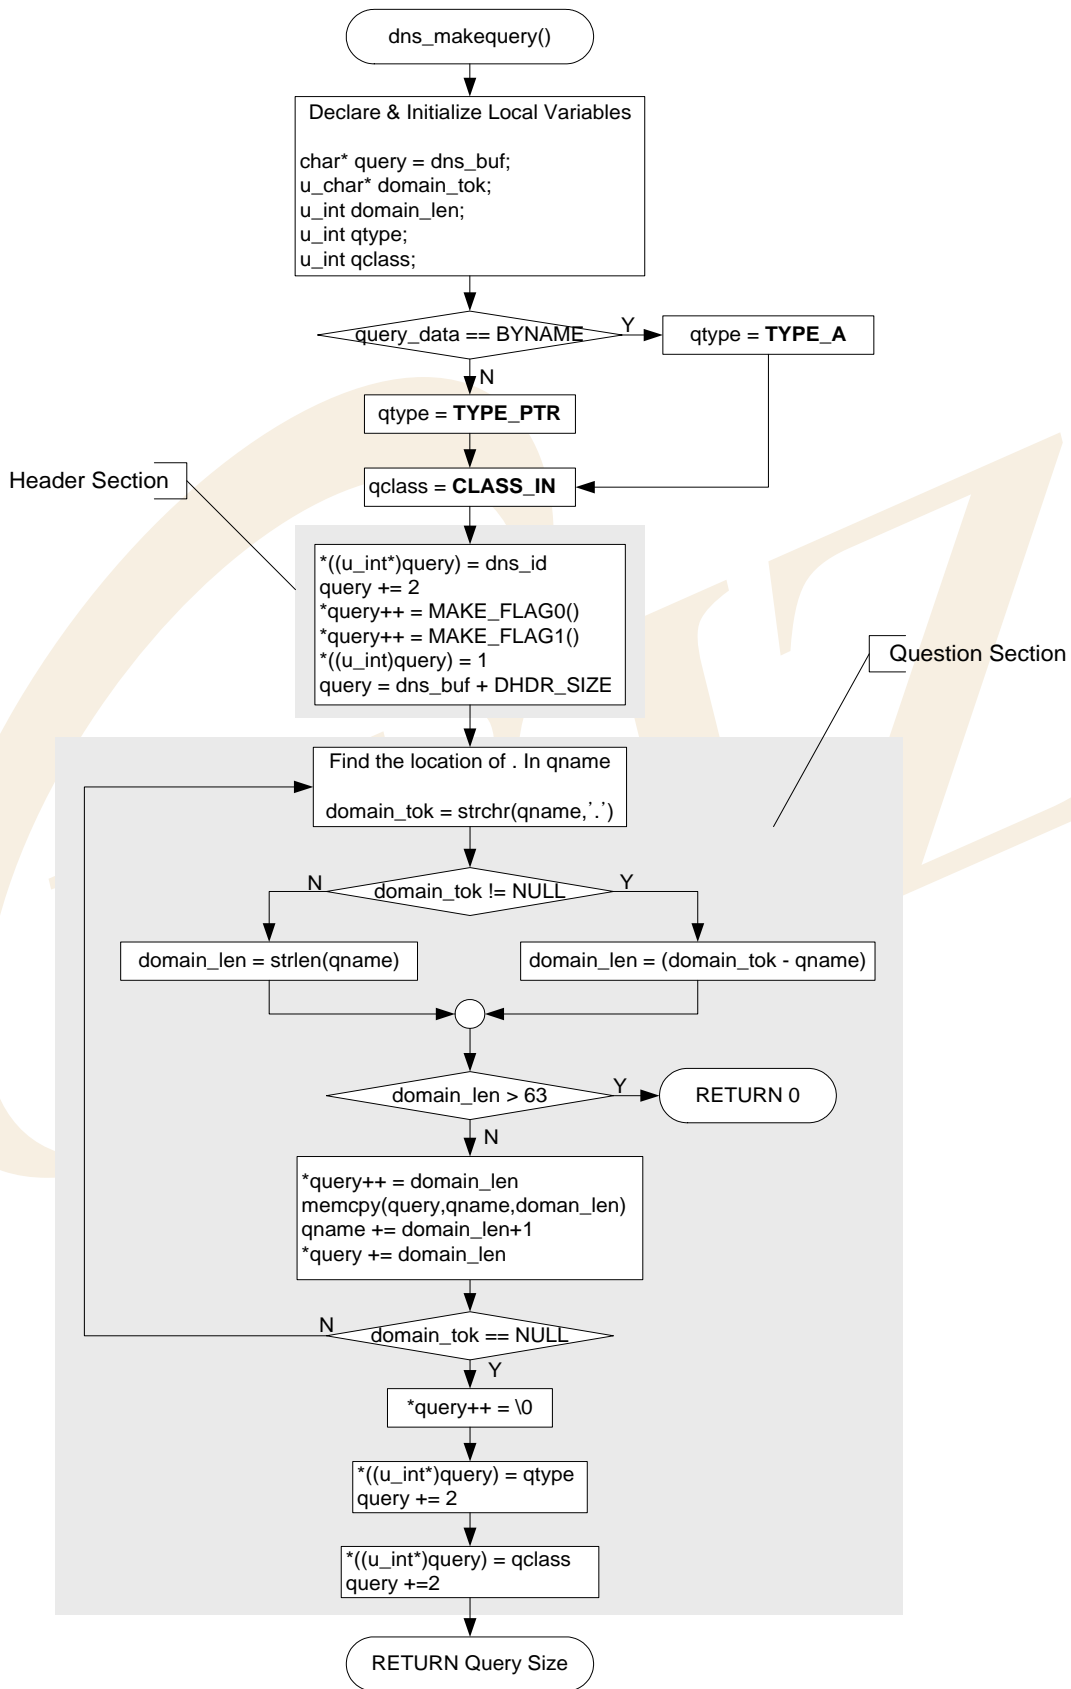 dns_makequery()
Declare & Initialize Local Variables
char* query = dns_buf;
u_char* domain_tok;
u_int domain_len;
u_int qtype;
u_int qclass;
query_data == BYNAME
Y
qtype = TYPE_A
N
qtype = TYPE_PTR
Header Section
qclass = CLASS_IN
*((u_int*)query) = dns_id
query += 2
*query++ = MAKE_FLAG0()
*query++ = MAKE_FLAG1()
*((u_int)query) = 1
query = dns_buf + DHDR_SIZE
Question Section
Find the location of . In qname
domain_tok = strchr(qname,'.')
N
domain_tok != NULL
Y
domain_len = strlen(qname)
domain_len = (domain_tok - qname)
domain_len > 63
Y
RETURN 0
N
*query++ = domain_len
memcpy(query,qname,doman_len)
qname += domain_len+1
*query += domain_len
N
domain_tok == NULL
Y
*query++ = \0
*((u_int*)query) = qtype
query += 2
*((u_int*)query) = qclass
query +=2
RETURN Query Size